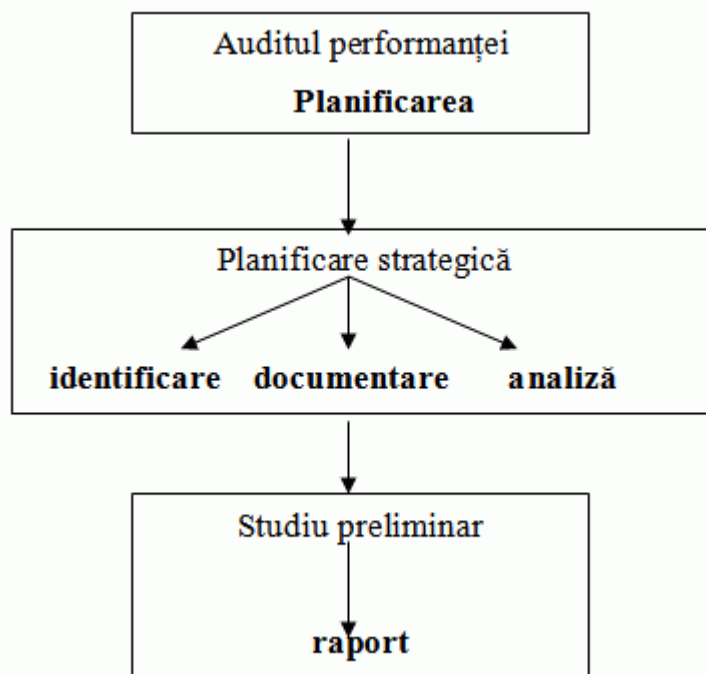 Auditul performanței
Planificarea
Planificare strategică
identificare documentare analiză
Studiu preliminar
raport